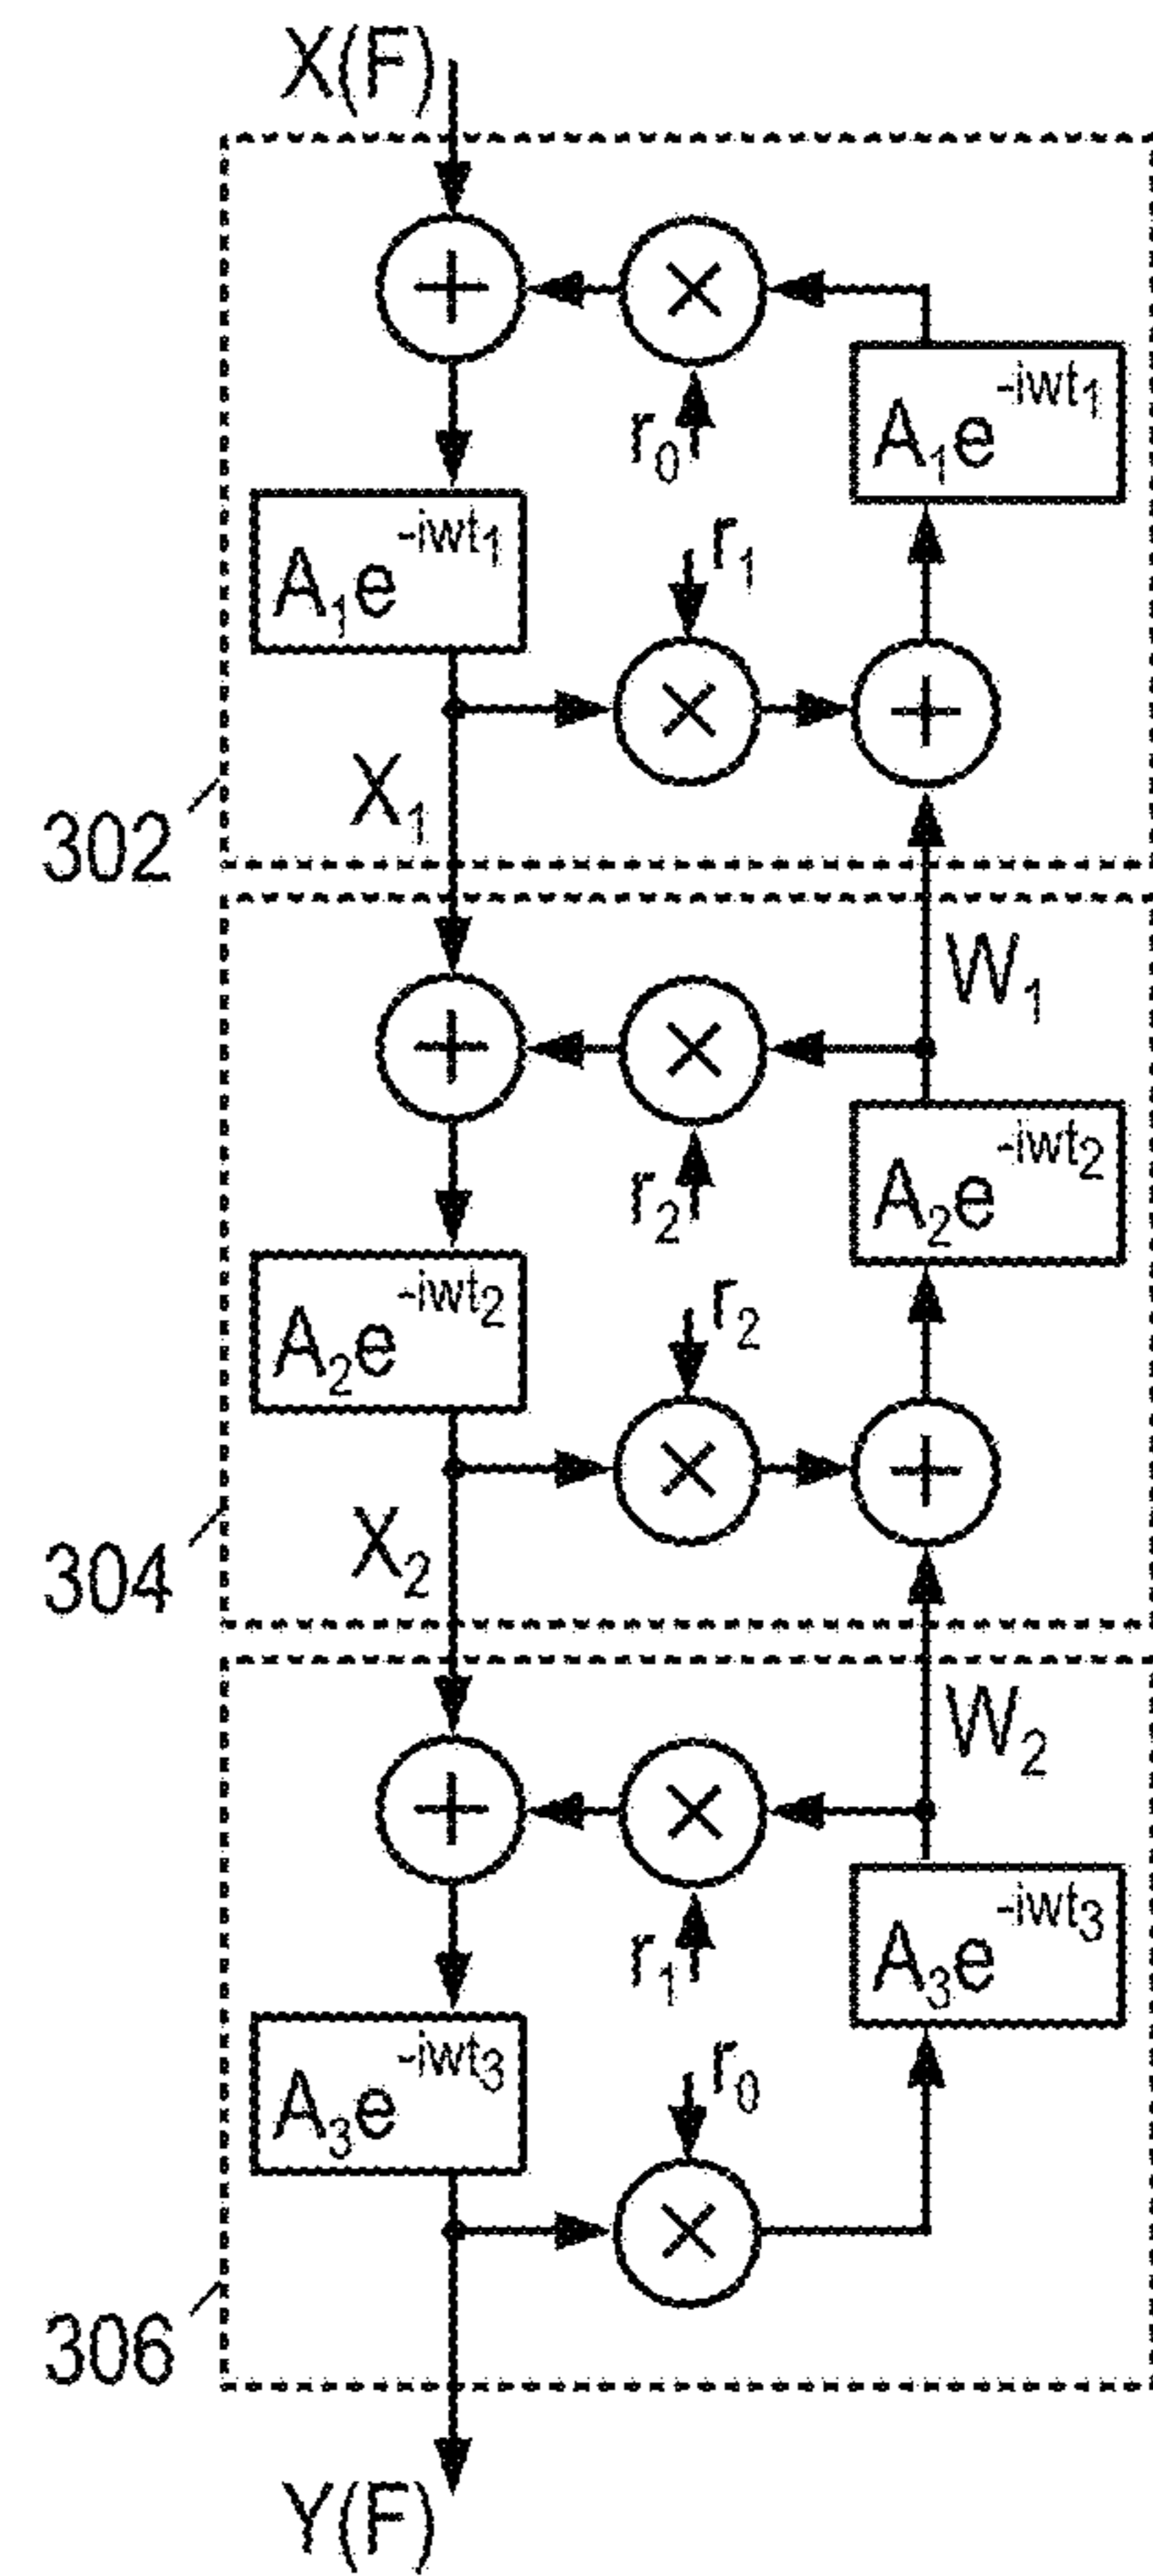 X(F)
+
×
r₀
A₁e^-iwt₁
A₁e^-iwt₁
r₁
×
+
X₁
302
W₁
+
×
r₂
A₂e^-iwt₂
A₂e^-iwt₂
r₂
×
+
X₂
304
W₂
+
×
r₁
A₃e^-iwt₃
A₃e^-iwt₃
r₀
×
306
Y(F)